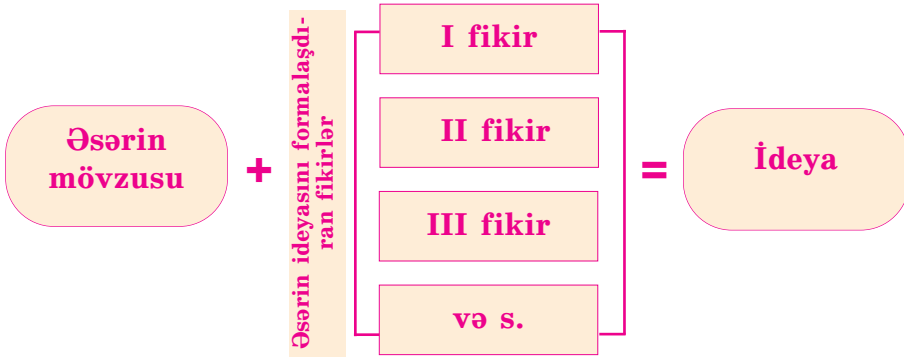 Əsərin
mövzusu
+
Əsərin ideyasını formalaşdı-
ran fikirlər
I fikir
II fikir
III fikir
və s.
=
İdeya